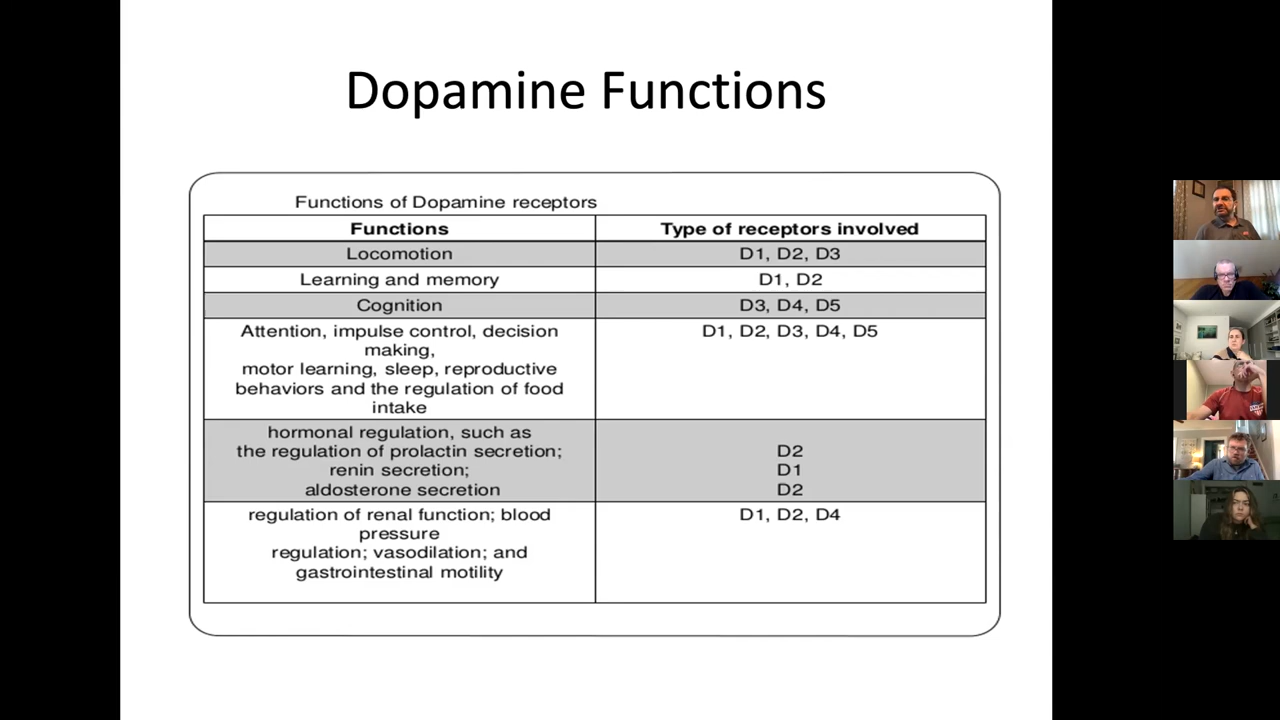 Dopamine Functions
Functions of Dopamine receptors
Functions
Type of receptors involved
Locomotion
D1, D2, D3
Learning and memory
D1, D2
Cognition
D3, D4, D5
Attention, impulse control, decision
making,
motor learning, sleep, reproductive
behaviors and the regulation of food
intake
D1, D2, D3, D4, D5
hormonal regulation, such as
the regulation of prolactin secretion;
renin secretion;
aldosterone secretion
D2
D1
D2
regulation of renal function; blood
pressure
regulation; vasodilation; and
gastrointestinal motility
D1, D2, D4